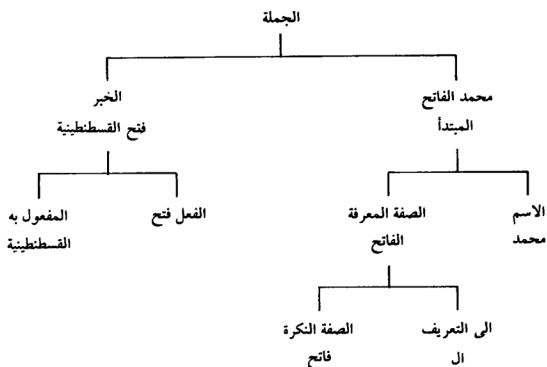 الجملة
محمد الفاتح
المبتدأ
الخبر
فتح القسطنطينية
الاسم
محمد
الصفة المعرفة
الفاتح
الفعل فتح
المفعول به
القسطنطينية
الى التعريف
ال
الصفة النكرة
فاتح